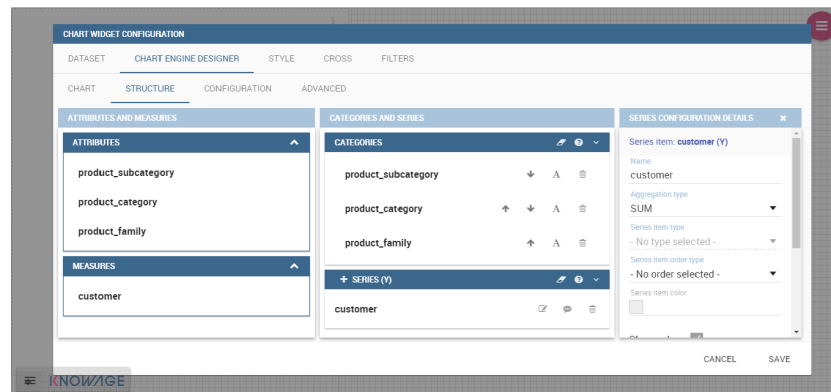 CHART WIDGET CONFIGURATION
DATASET CHART ENGINE DESIGNER STYLE CROSS FILTERS
CHART STRUCTURE CONFIGURATION ADVANCED
ATTRIBUTES AND MEASURES
ATTRIBUTES
product_subcategory
product_category
product_family
MEASURES
customer
CATEGORIES AND SERIES
CATEGORIES
product_subcategory A
product_category A
product_family A
+ SERIES (Y)
customer
SERIES CONFIGURATION DETAILS
Series item: customer (Y)
Name
customer
Aggregation type
SUM
Series item type
- No type selected -
Series item order type
- No order selected -
Series item color
CANCEL SAVE
KNOWAGE